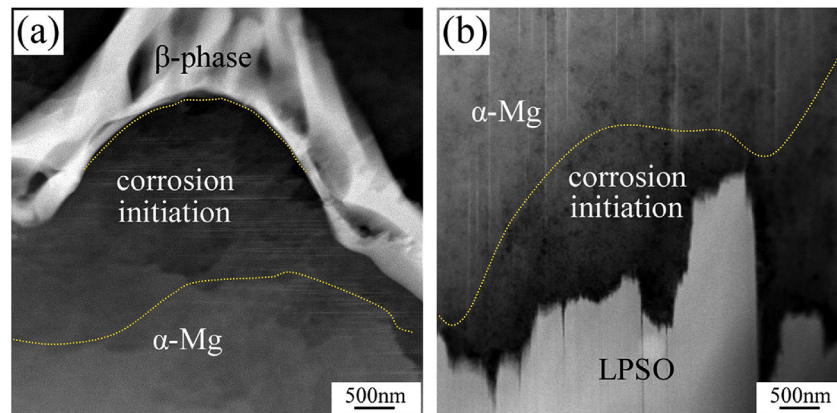 (a)
β-phase
corrosion
initiation
α-Mg
500nm
(b)
α-Mg
corrosion
initiation
LPSO
500nm